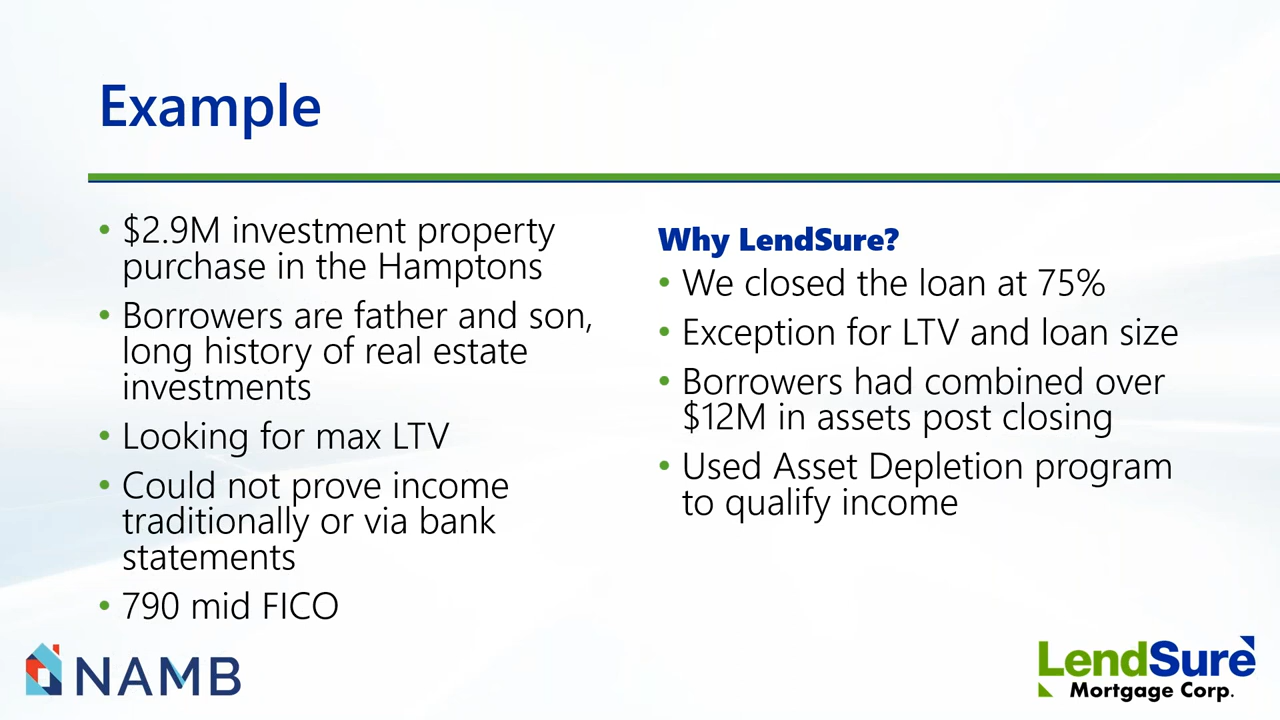 Example
• $2.9M investment property
purchase in the Hamptons
• Borrowers are father and son,
long history of real estate
investments
• Looking for max LTV
• Could not prove income
traditionally or via bank
statements
• 790 mid FICO
Why LendSure?
• We closed the loan at 75%
• Exception for LTV and loan size
• Borrowers had combined over
$12M in assets post closing
• Used Asset Depletion program
to qualify income
NAMB
LendSure
Mortgage Corp.